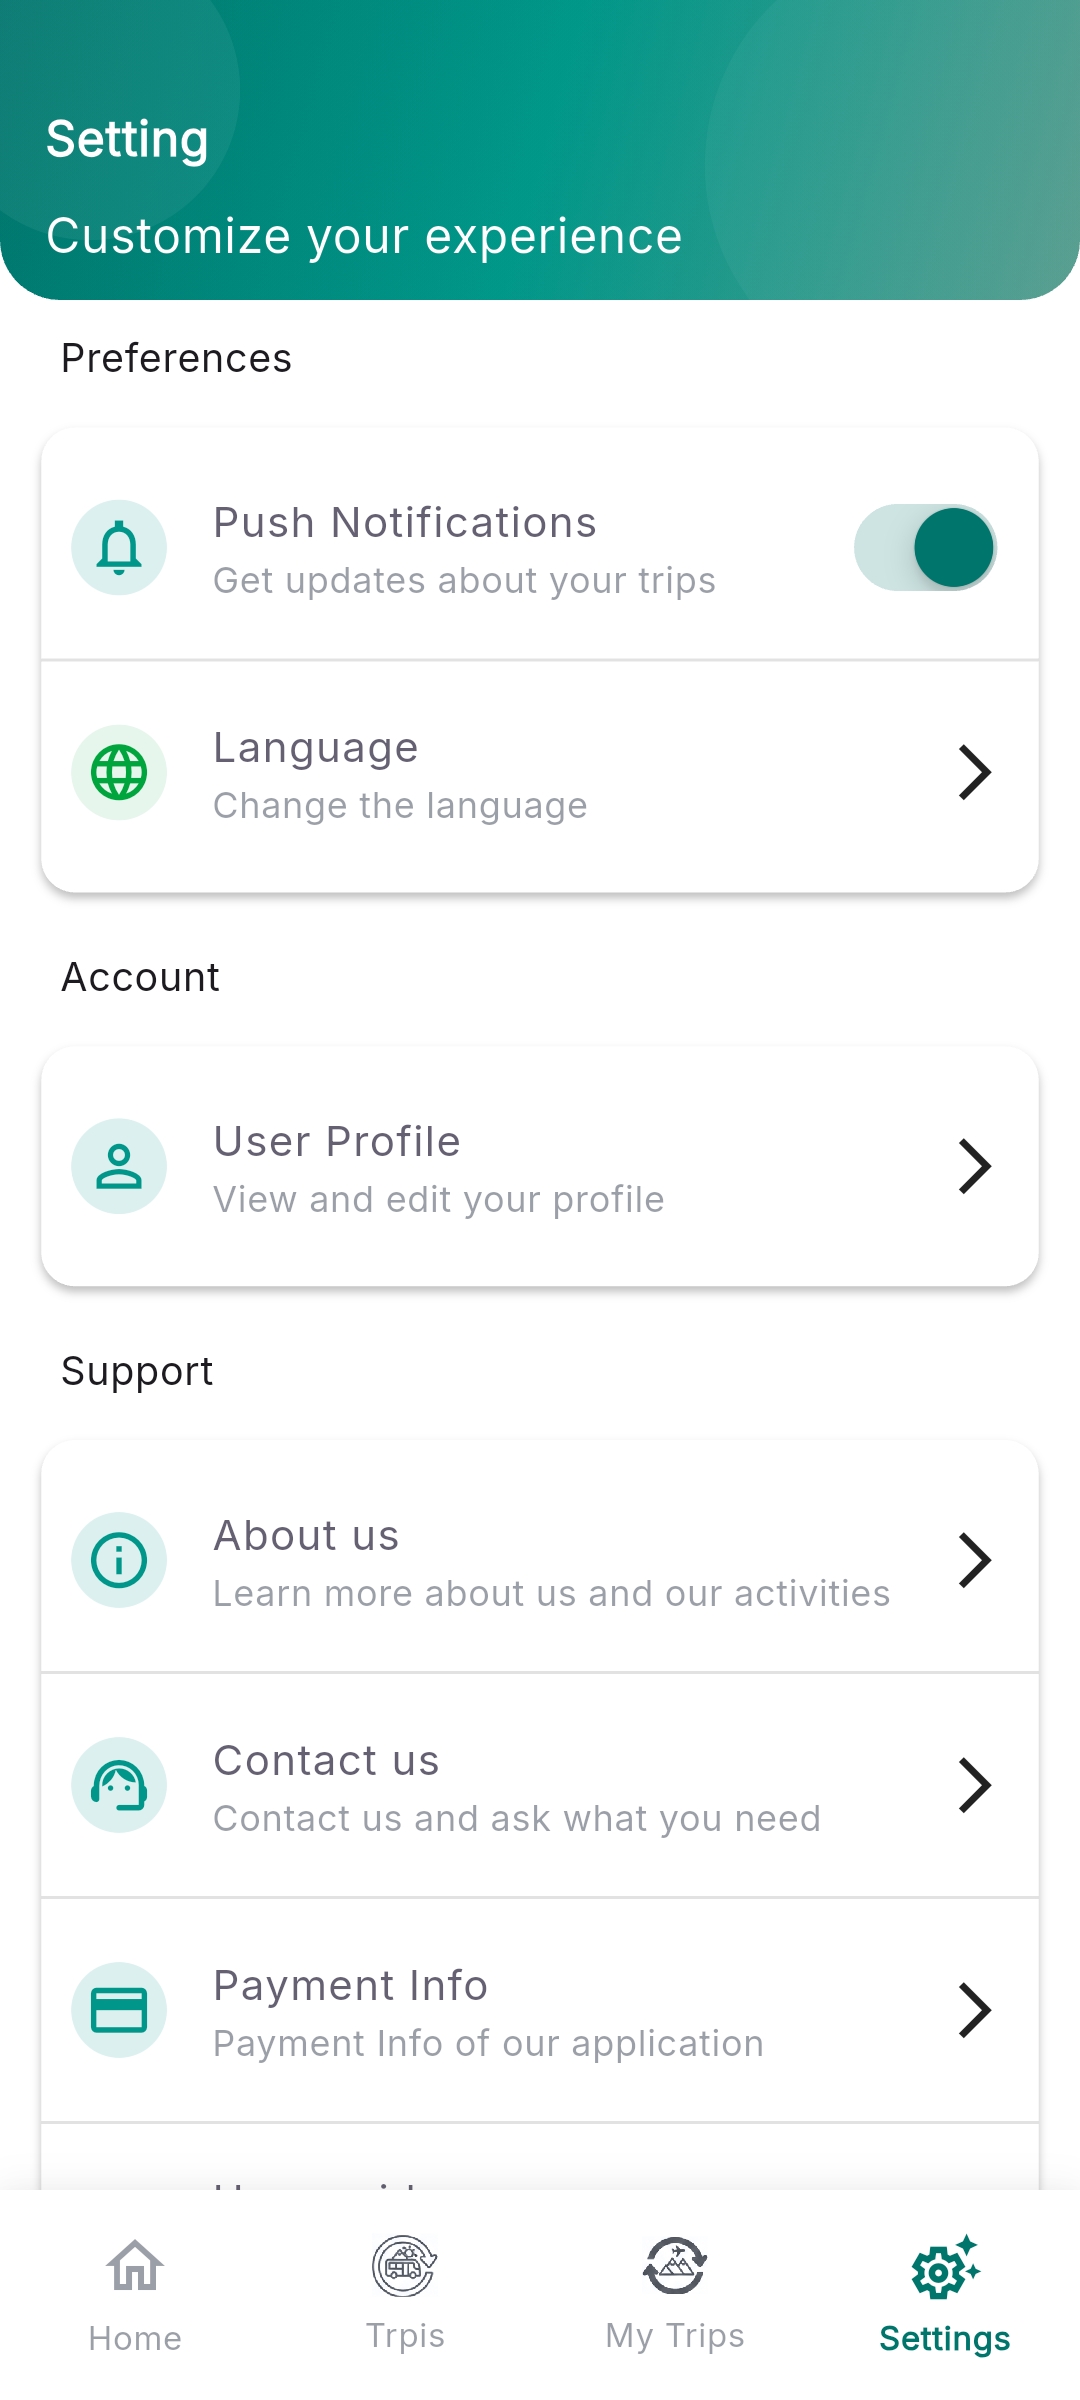 Setting
Customize your experience
Preferences
Push Notifications
Get updates about your trips
Language
Change the language
Account
User Profile
View and edit your profile
Support
About us
Learn more about us and our activities
Contact us
Contact us and ask what you need
Payment Info
Payment Info of our application
Home
Trpis
My Trips
Settings